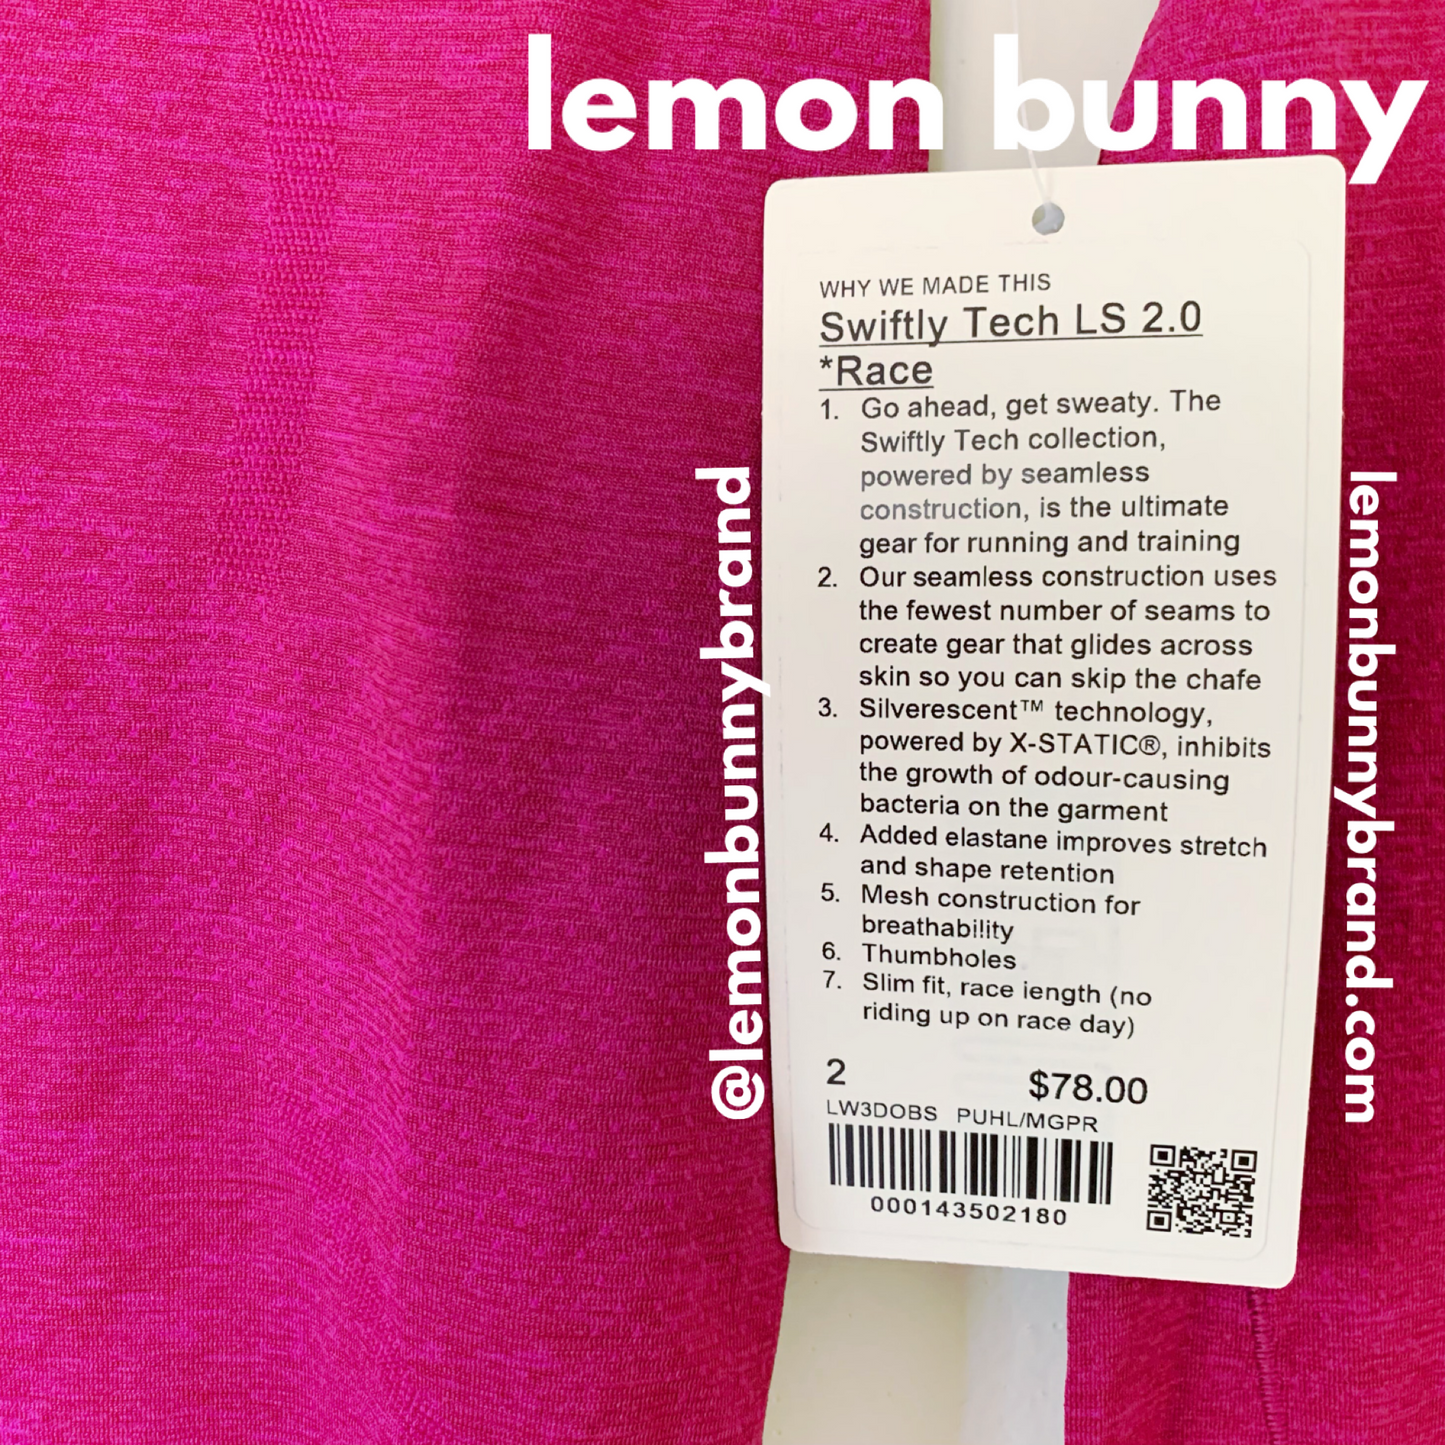 lemon bunny
WHY WE MADE THIS
Swiftly Tech LS 2.0
*Race
1. Go ahead, get sweaty. The
Swiftly Tech collection,
powered by seamless
construction, is the ultimate
gear for running and training
2. Our seamless construction uses
the fewest number of seams to
create gear that glides across
skin so you can skip the chafe
3. Silverescent™ technology,
powered by X-STATIC®, inhibits
the growth of odour-causing
bacteria on the garment
4. Added elastane improves stretch
and shape retention
5. Mesh construction for
breathability
6. Thumbholes
7. Slim fit, race length (no
riding up on race day)
2 $78.00
LW3DOBS PUHL/MGPR
000143502180
@lemonbunnybrand
lemonbunnybrand.com